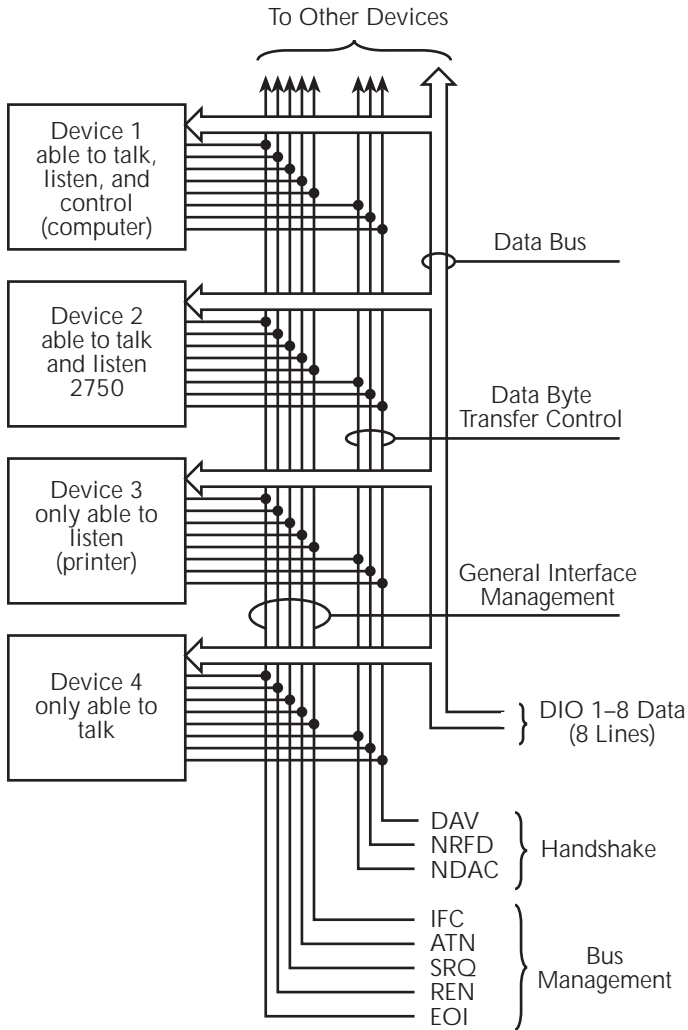 To Other Devices
Device 1
able to talk,
listen, and
control
(computer)
Data Bus
Device 2
able to talk
and listen
2750
Data Byte
Transfer Control
Device 3
only able to
listen
(printer)
General Interface
Management
Device 4
only able to
talk
DIO 1–8 Data
(8 Lines)
DAV
NRFD
NDAC
Handshake
IFC
ATN
SRQ
REN
EOI
Bus
Management